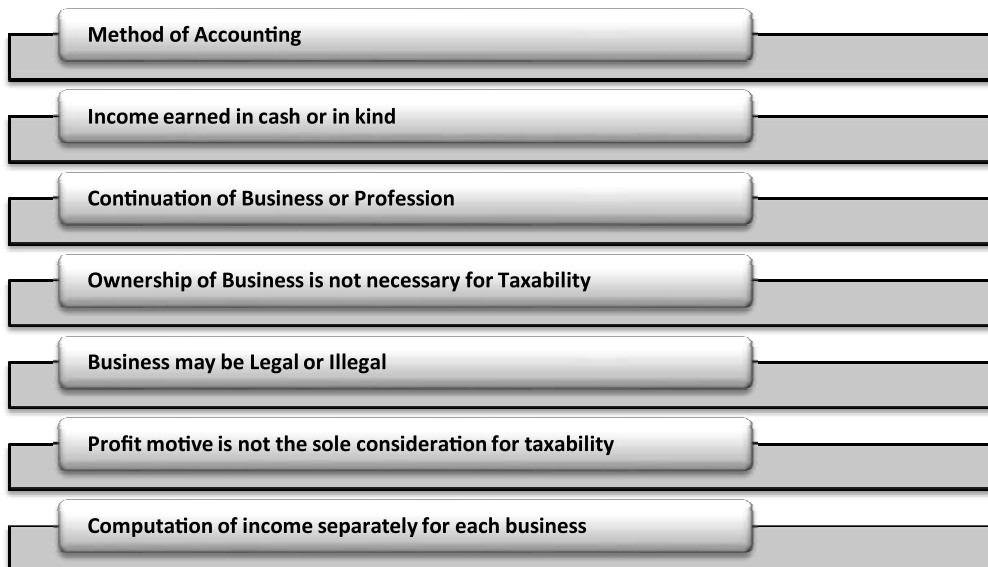 Method of Accounting
Income earned in cash or in kind
Continuation of Business or Profession
Ownership of Business is not necessary for Taxability
Business may be Legal or Illegal
Profit motive is not the sole consideration for taxability
Computation of income separately for each business